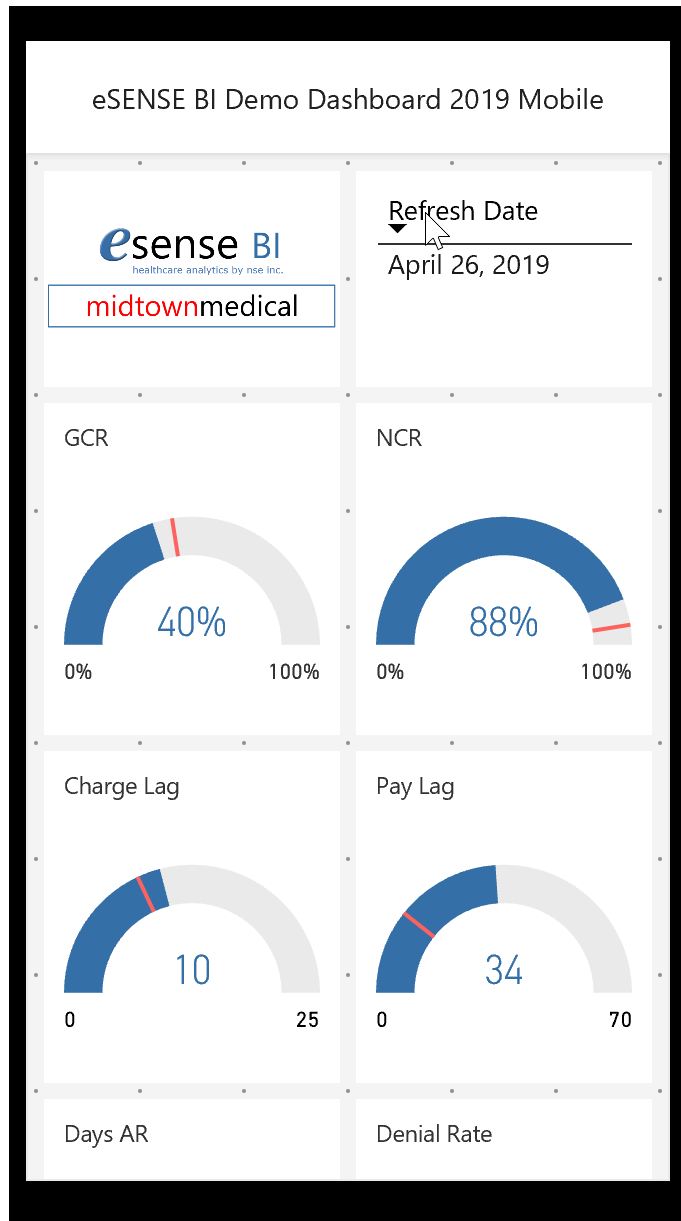 eSENSE BI Demo Dashboard 2019 Mobile
esense BI
healthcare analytics by nse inc.
midtownmedical
Refresh Date
April 26, 2019
GCR
40%
0% 100%
NCR
88%
0% 100%
Charge Lag
10
0 25
Pay Lag
34
0 70
Days AR
Denial Rate